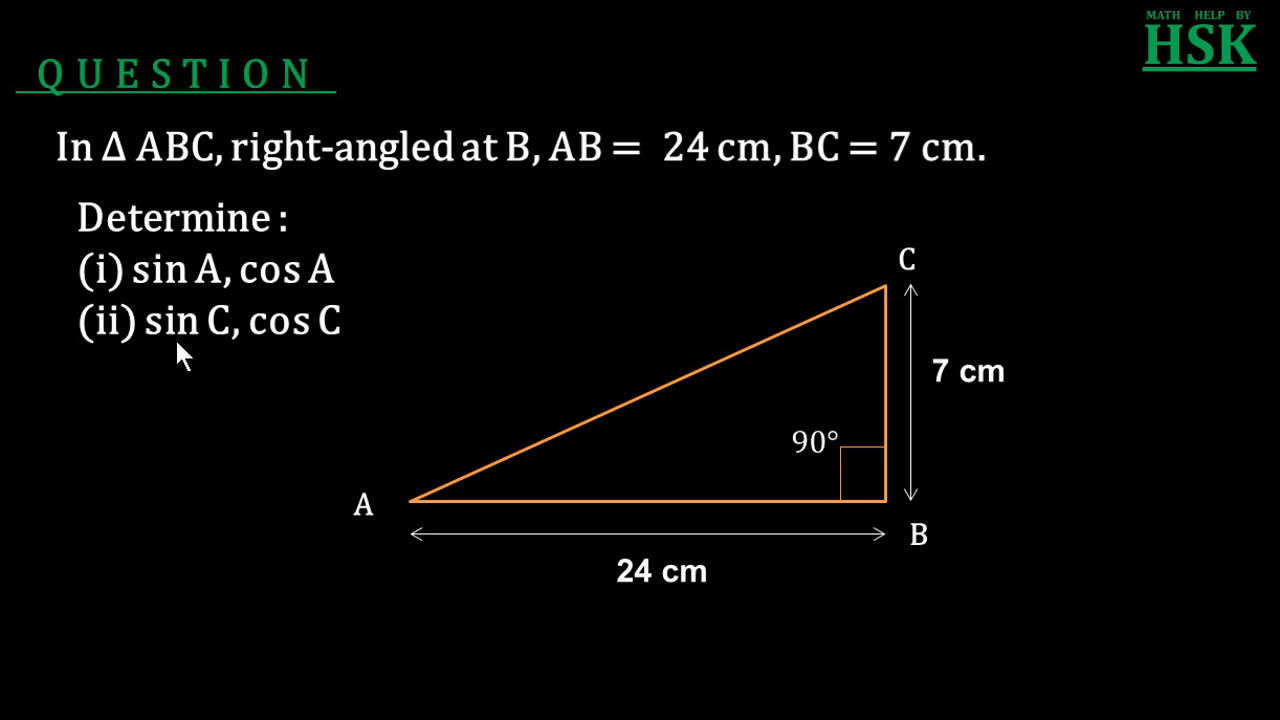 MATH HELP BY
HSK
QUESTION
In Δ ABC, right-angled at B, AB = 24 cm, BC = 7 cm.
Determine :
(i) sin A, cos A
(ii) sin C, cos C
C
7 cm
90°
A
B
24 cm